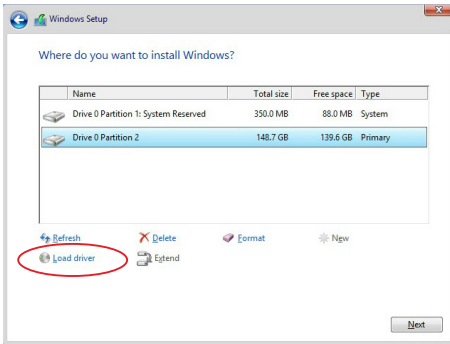 Windows Setup
Where do you want to install Windows?
Name Total size Free space Type
Drive 0 Partition 1: System Reserved 350.0 MB 88.0 MB System
Drive 0 Partition 2 148.7 GB 139.6 GB Primary
Refresh Delete Format New
Load driver Extend
Next